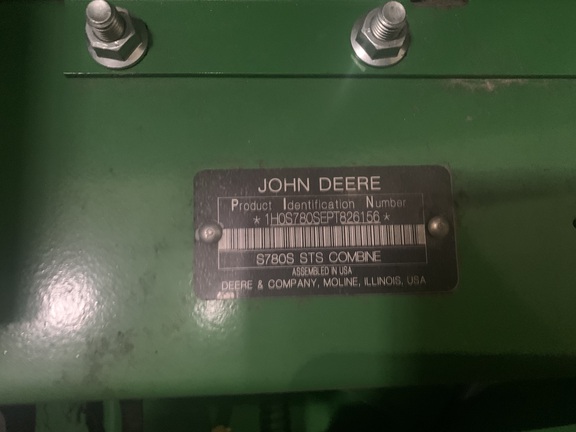 JOHN DEERE
Product Identification Number
*1H0S780SEPT826156*
S780S STS COMBINE
ASSEMBLED IN USA
DEERE & COMPANY, MOLINE, ILLINOIS, USA